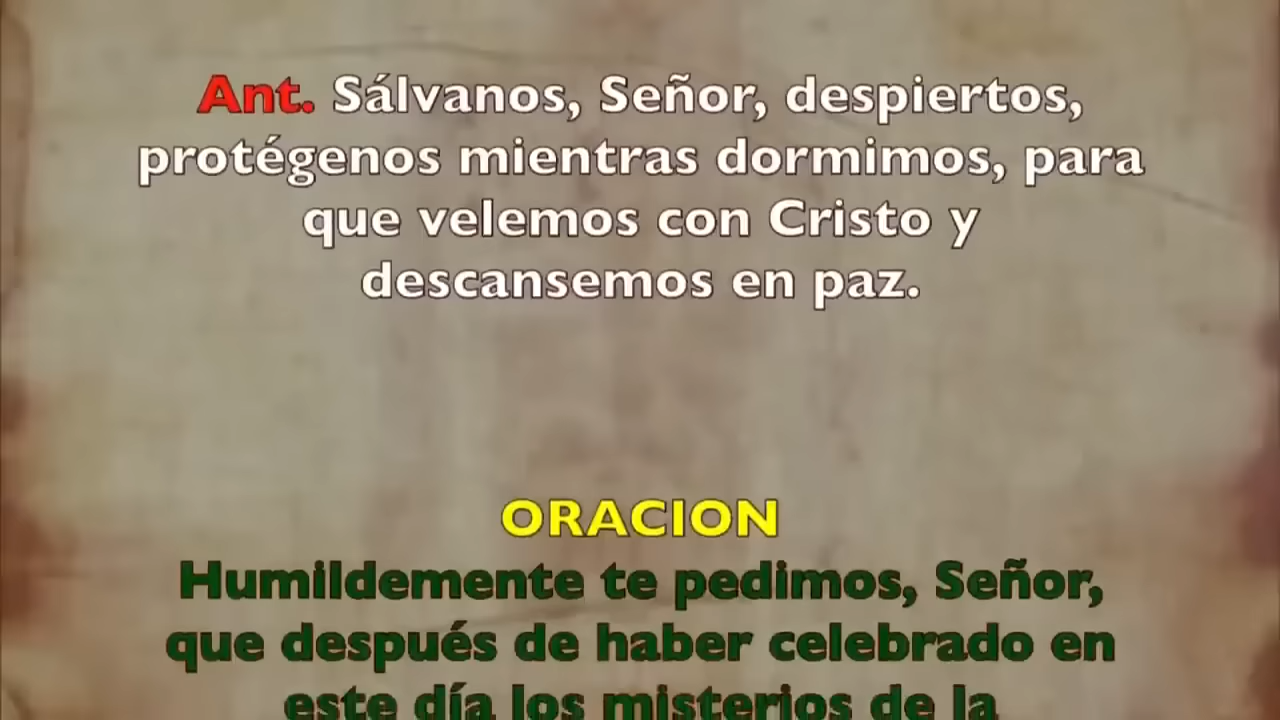 Ant. Sálvanos, Señor, despiertos,
protégenos mientras dormimos, para
que velemos con Cristo y
descansemos en paz.
ORACION
Humildemente te pedimos, Señor,
que después de haber celebrado en
este día los misterios de la